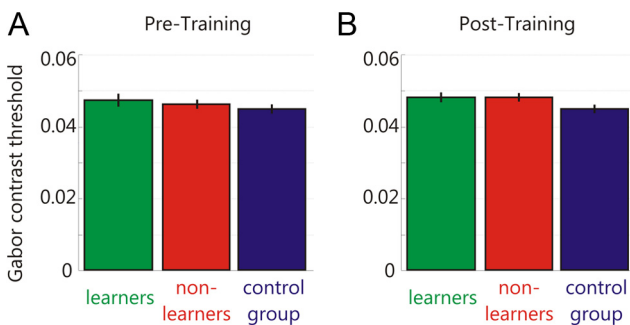 A
Pre-Training
Gabor contrast threshold
0.06
0.04
0.02
0
learners
non-
learners
control
group
B
Post-Training
0.06
0.04
0.02
0
learners
non-
learners
control
group